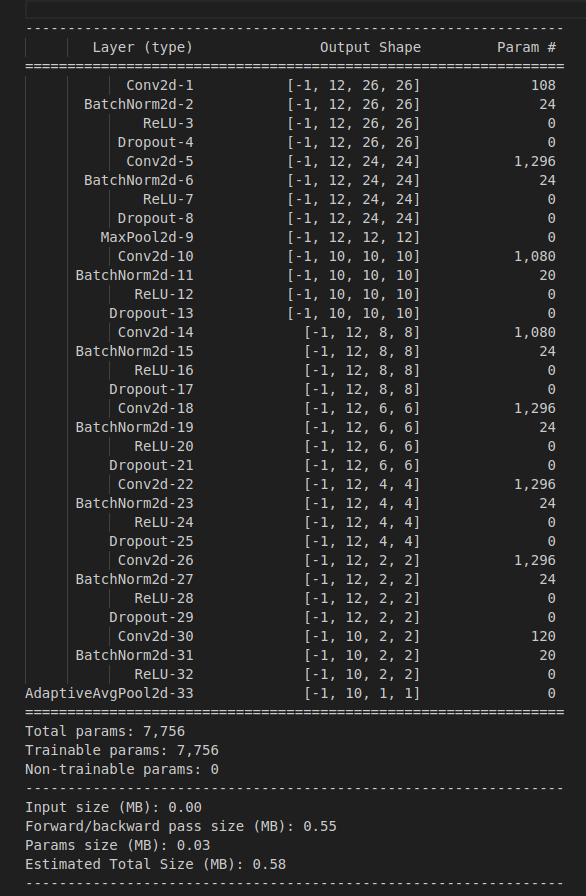 ----------------------------------------------------------------
        Layer (type)               Output Shape         Param #
================================================================
            Conv2d-1           [-1, 12, 26, 26]             108
       BatchNorm2d-2           [-1, 12, 26, 26]              24
              ReLU-3           [-1, 12, 26, 26]               0
           Dropout-4           [-1, 12, 26, 26]               0
            Conv2d-5           [-1, 12, 24, 24]           1,296
       BatchNorm2d-6           [-1, 12, 24, 24]              24
              ReLU-7           [-1, 12, 24, 24]               0
           Dropout-8           [-1, 12, 24, 24]               0
         MaxPool2d-9           [-1, 12, 12, 12]               0
           Conv2d-10           [-1, 10, 10, 10]           1,080
      BatchNorm2d-11           [-1, 10, 10, 10]              20
             ReLU-12           [-1, 10, 10, 10]               0
          Dropout-13           [-1, 10, 10, 10]               0
           Conv2d-14             [-1, 12, 8, 8]           1,080
      BatchNorm2d-15             [-1, 12, 8, 8]              24
             ReLU-16             [-1, 12, 8, 8]               0
          Dropout-17             [-1, 12, 8, 8]               0
           Conv2d-18             [-1, 12, 6, 6]           1,296
      BatchNorm2d-19             [-1, 12, 6, 6]              24
             ReLU-20             [-1, 12, 6, 6]               0
          Dropout-21             [-1, 12, 6, 6]               0
           Conv2d-22             [-1, 12, 4, 4]           1,296
      BatchNorm2d-23             [-1, 12, 4, 4]              24
             ReLU-24             [-1, 12, 4, 4]               0
          Dropout-25             [-1, 12, 4, 4]               0
           Conv2d-26             [-1, 12, 2, 2]           1,296
      BatchNorm2d-27             [-1, 12, 2, 2]              24
             ReLU-28             [-1, 12, 2, 2]               0
          Dropout-29             [-1, 12, 2, 2]               0
           Conv2d-30             [-1, 10, 2, 2]             120
      BatchNorm2d-31             [-1, 10, 2, 2]              20
             ReLU-32             [-1, 10, 2, 2]               0
AdaptiveAvgPool2d-33             [-1, 10, 1, 1]               0
================================================================
Total params: 7,756
Trainable params: 7,756
Non-trainable params: 0
----------------------------------------------------------------
Input size (MB): 0.00
Forward/backward pass size (MB): 0.55
Params size (MB): 0.03
Estimated Total Size (MB): 0.58
----------------------------------------------------------------